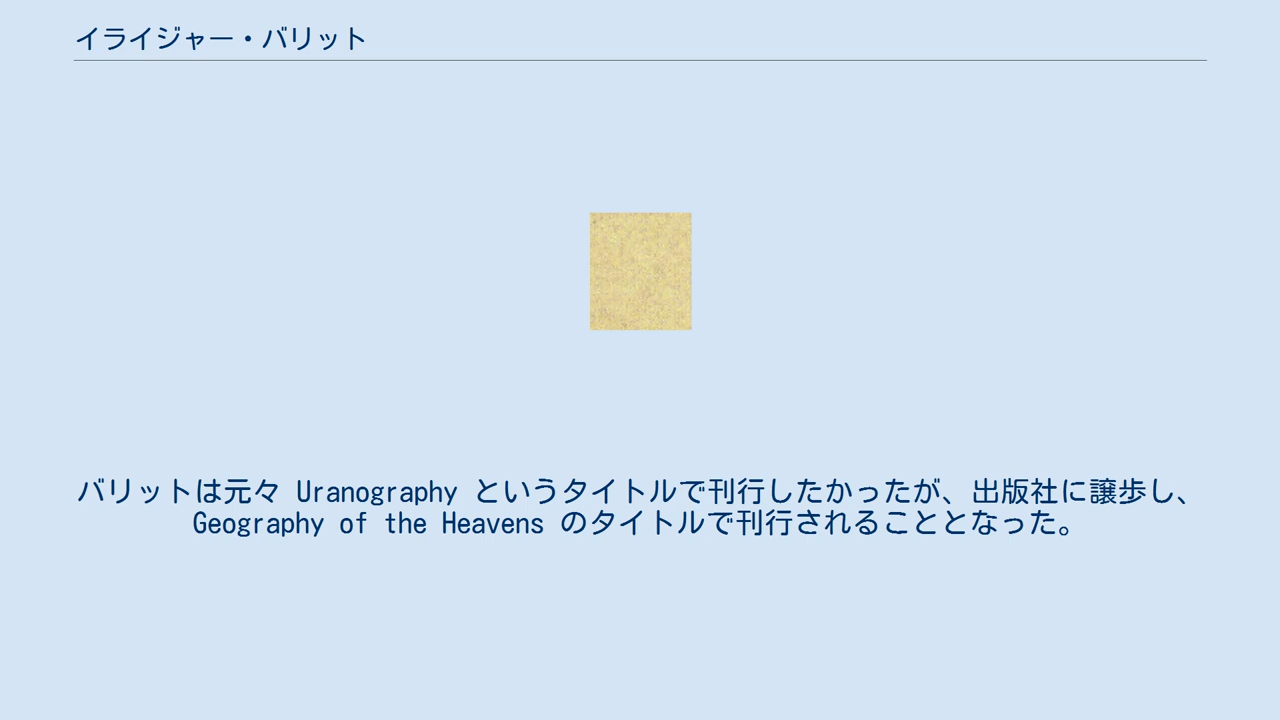 イライジャー・バリット
バリットは元々 Uranography というタイトルで刊行したかったが、出版社に譲歩し、
Geography of the Heavens のタイトルで刊行されることとなった。